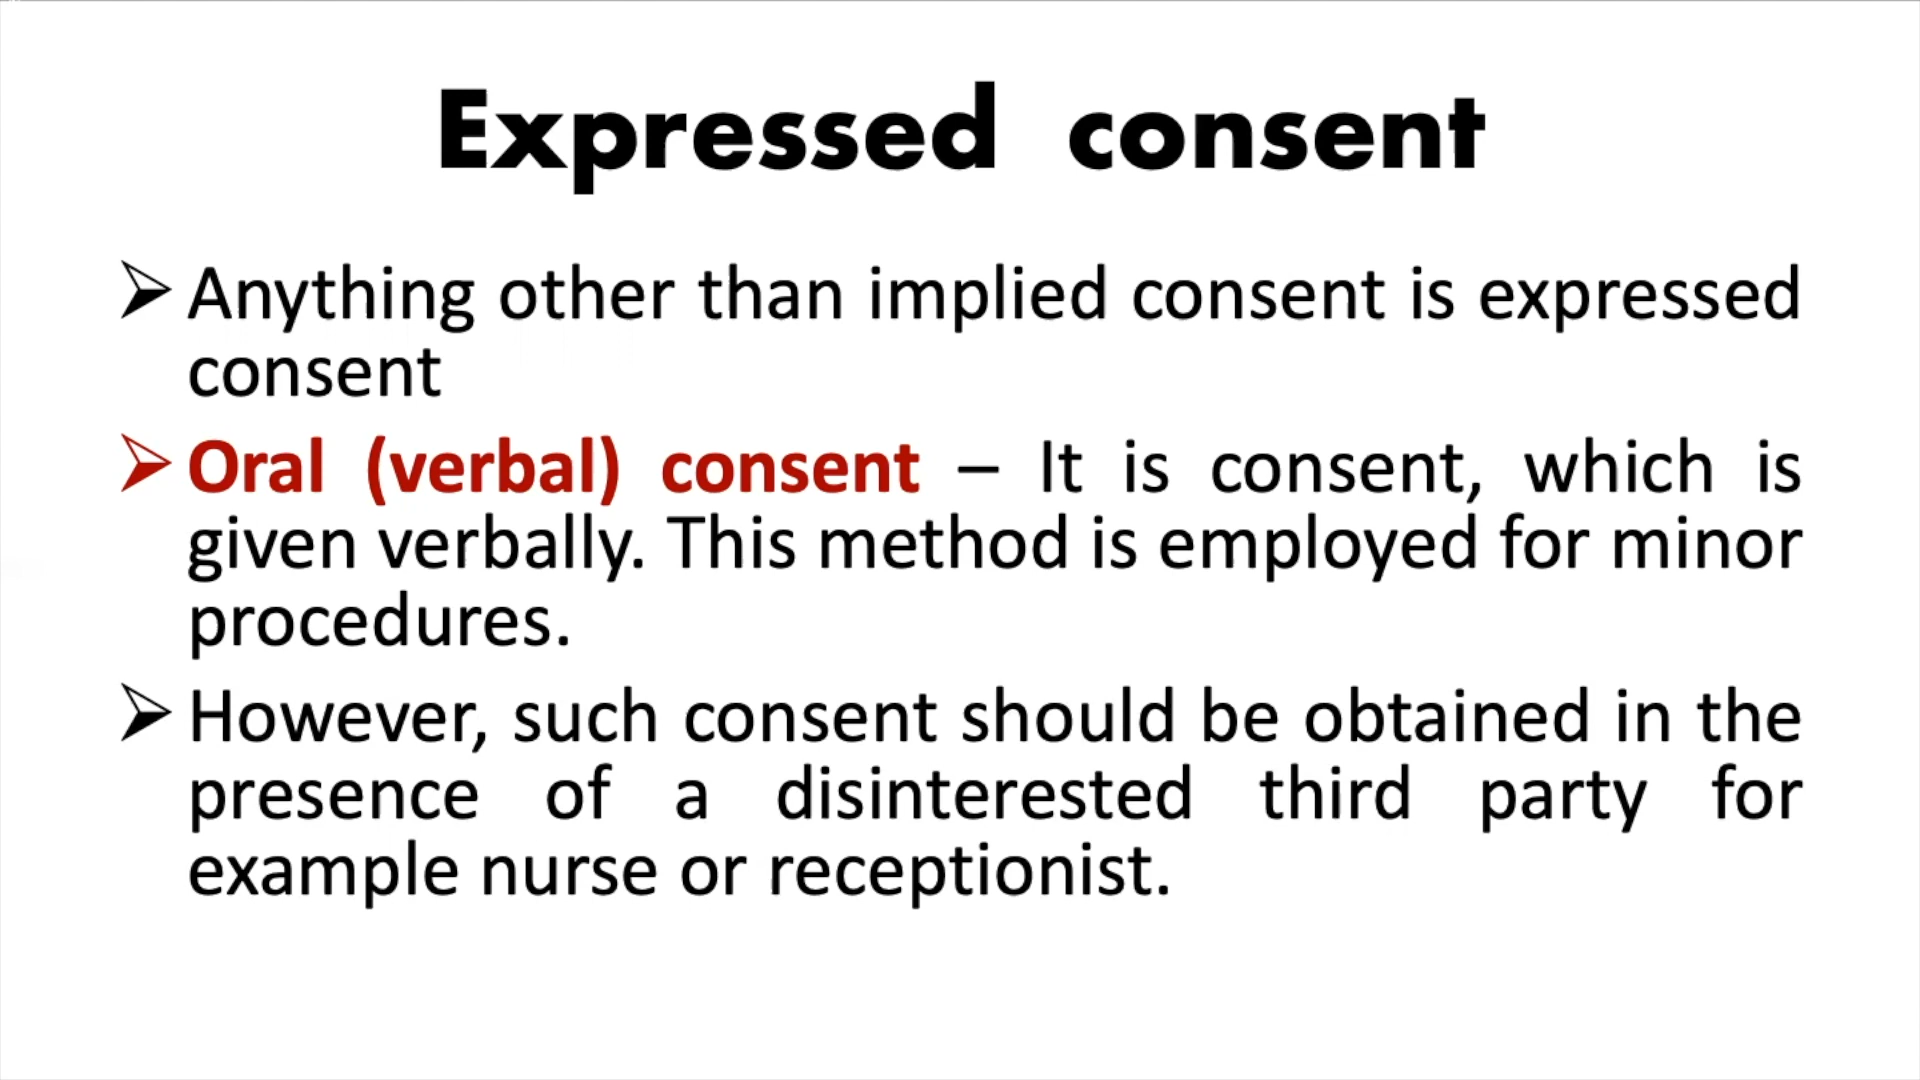 Expressed consent
Anything other than implied consent is expressed
consent
Oral (verbal) consent – It is consent, which is
given verbally. This method is employed for minor
procedures.
However, such consent should be obtained in the
presence of a disinterested third party for
example nurse or receptionist.